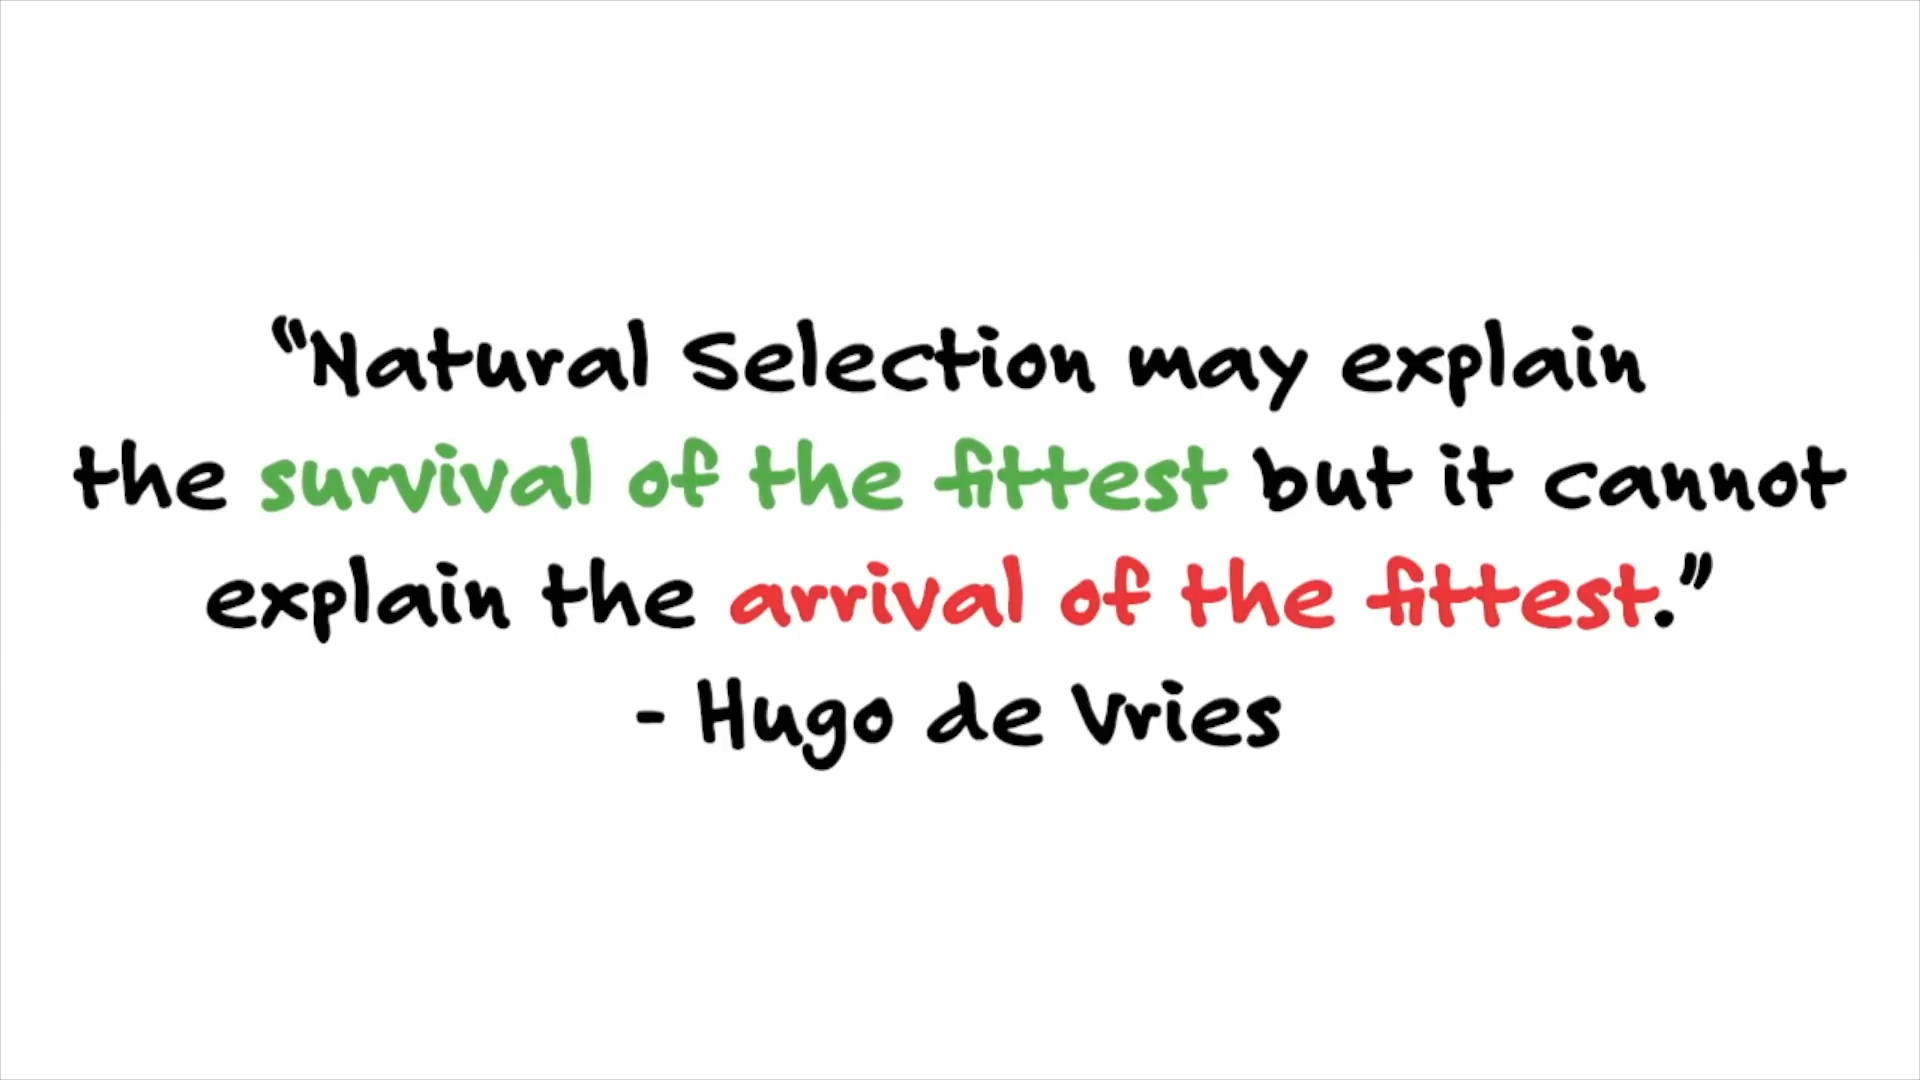 “Natural Selection may explain
the survival of the fittest but it cannot
explain the arrival of the fittest.”
- Hugo de Vries